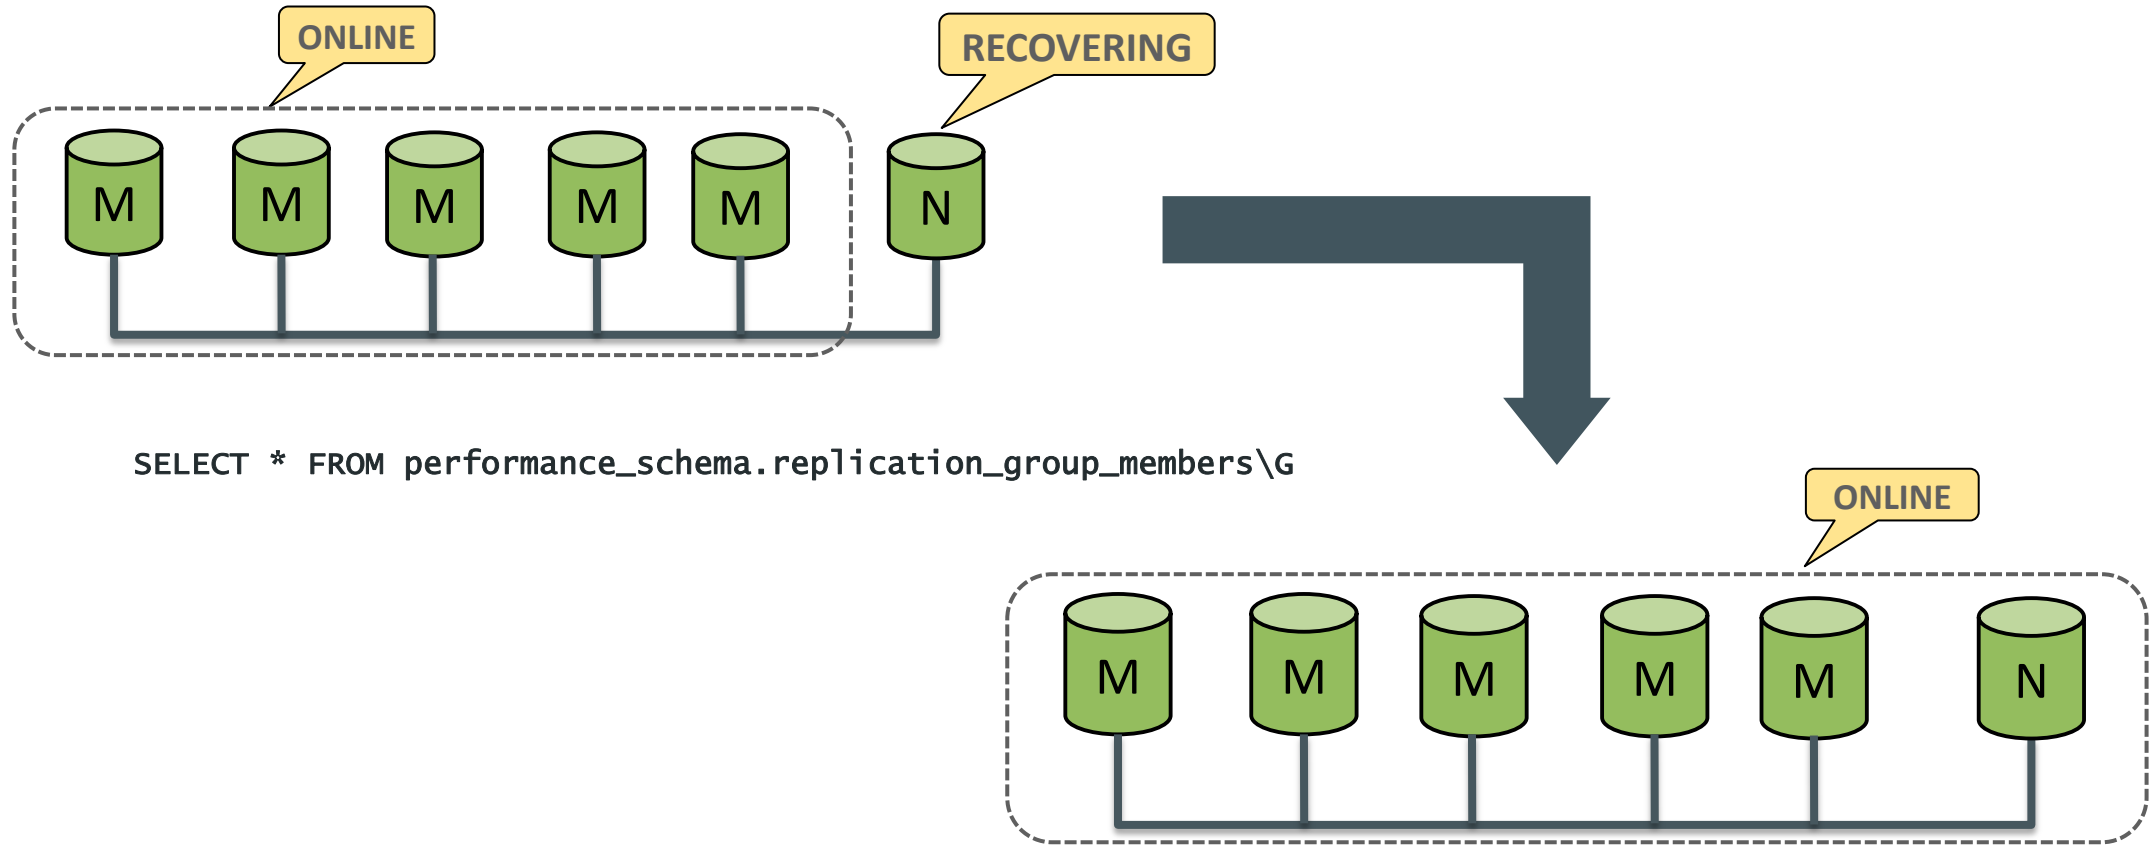 ONLINE
RECOVERING
M M M M M N
SELECT * FROM performance_schema.replication_group_members\G
ONLINE
M M M M M N